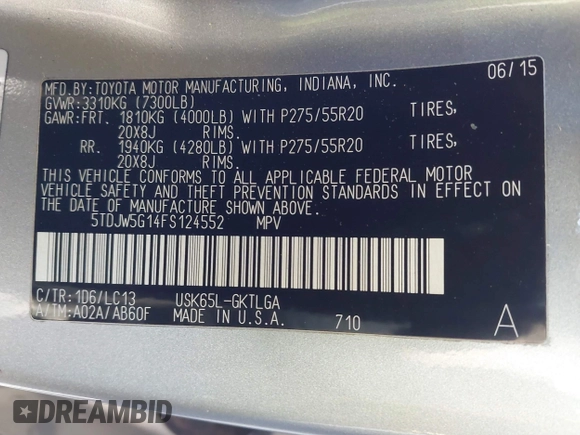 MFD.BY:TOYOTA MOTOR MANUFACTURING, INDIANA, INC. 06/15
GVWR:3310KG (7300LB)
GAWR:FRT. 1810KG (4000LB) WITH P275/55R20 TIRES,
20X8J RIMS.
RR. 1940KG (4280LB) WITH P275/55R20 TIRES,
20X8J RIMS.
THIS VEHICLE CONFORMS TO ALL APPLICABLE FEDERAL MOTOR
VEHICLE SAFETY AND THEFT PREVENTION STANDARDS IN EFFECT ON
THE DATE OF MANUFACTURE SHOWN ABOVE.
5TDJW5G14FS124552 MPV
C/TR:1D6/LC13 USK65L-GKTLGA
A/TM:A02A/AB60F MADE IN U.S.A. 710 A
DREAMBID